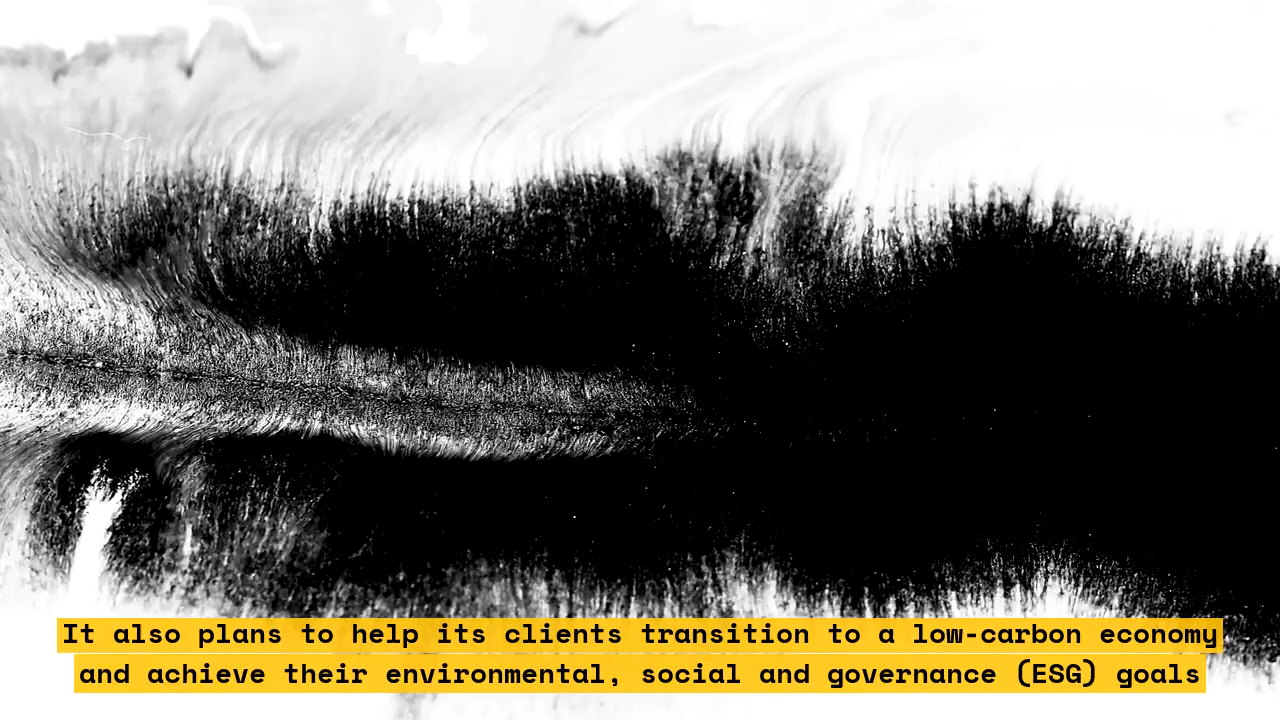 It also plans to help its clients transition to a low-carbon economy
and achieve their environmental, social and governance (ESG) goals